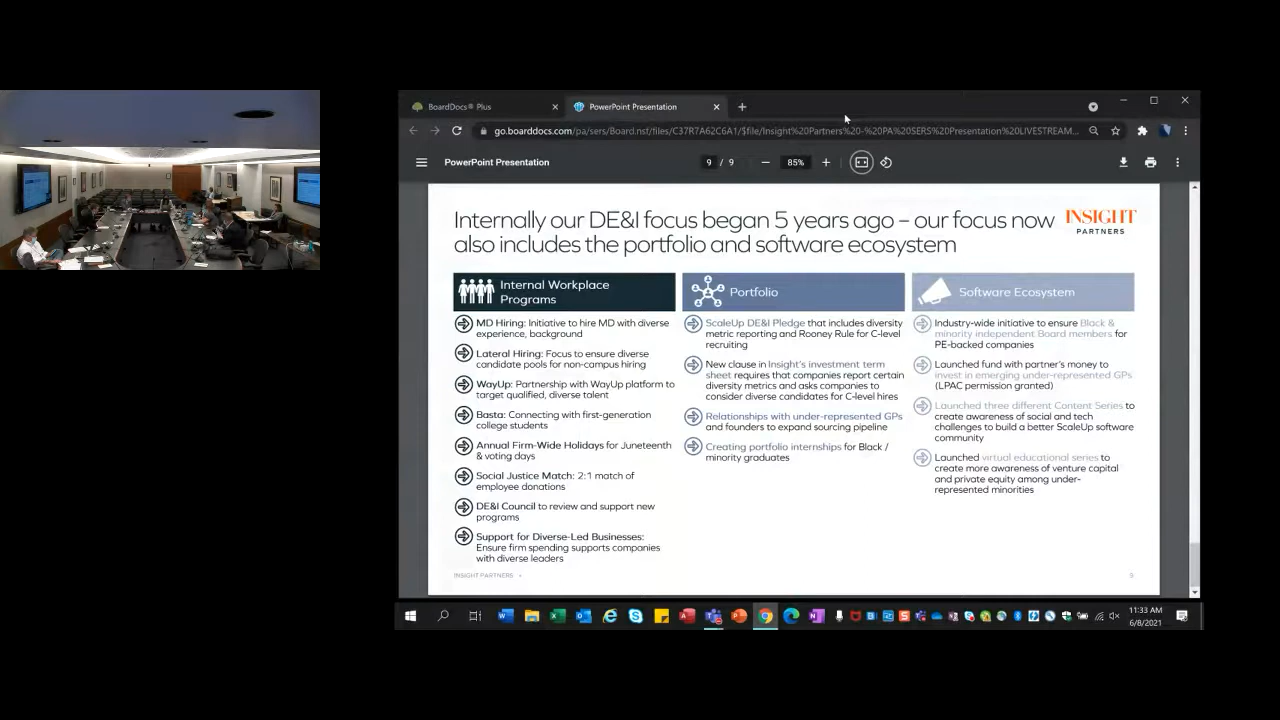 BoardDocs® Plus
PowerPoint Presentation
go.boarddocs.com/pa/sers/Board.nsf/files/C37R7A62C6A1/$file/Insight%20Partners%20-%20PA%20SERS%20Presentation%20LIVESTREAM...
PowerPoint Presentation
9 / 9
85%
Internally our DE&I focus began 5 years ago – our focus now
also includes the portfolio and software ecosystem
INSIGHT
PARTNERS
Internal Workplace
Programs
MD Hiring: Initiative to hire MD with diverse
experience, background
Lateral Hiring: Focus to ensure diverse
candidate pools for non-campus hiring
WayUp: Partnership with WayUp platform to
target qualified, diverse talent
Basta: Connecting with first-generation
college students
Annual Firm-Wide Holidays for Juneteenth
& voting days
Social Justice Match: 2:1 match of
employee donations
DE&I Council to review and support new
programs
Support for Diverse-Led Businesses:
Ensure firm spending supports companies
with diverse leaders
Portfolio
ScaleUp DE&I Pledge that includes diversity
metric reporting and Rooney Rule for C-level
recruiting
New clause in Insight's investment term
sheet requires that companies report certain
diversity metrics and asks companies to
consider diverse candidates for C-level hires
Relationships with under-represented GPs
and founders to expand sourcing pipeline
Creating portfolio internships for Black /
minority graduates
Software Ecosystem
Industry-wide initiative to ensure Black &
minority independent Board members for
PE-backed companies
Launched fund with partner's money to
invest in emerging under-represented GPs
(LPAC permission granted)
Launched three different Content Series to
create awareness of social and tech
challenges to build a better ScaleUp software
community
Launched virtual educational series to
create more awareness of venture capital
and private equity among under-
represented minorities
INSIGHT PARTNERS
9
11:33 AM
6/8/2021